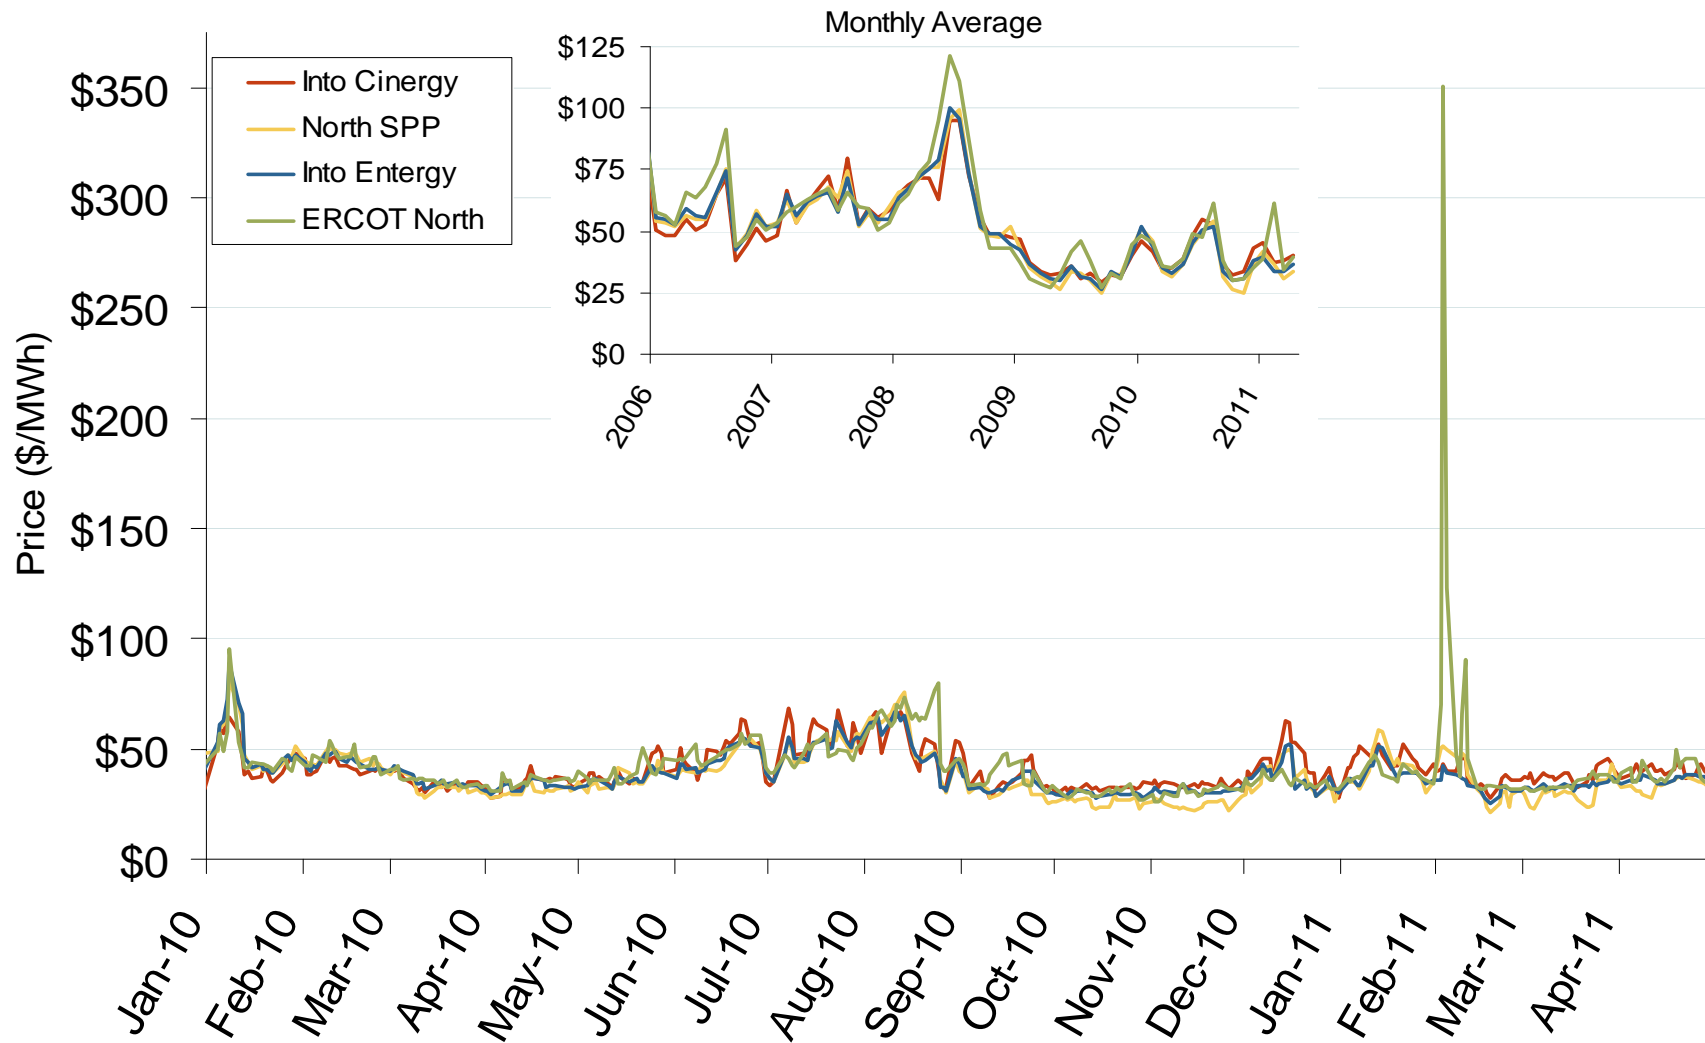 Monthly Average
$125
$100
$75
$50
$25
$0
2006
2007
2008
2009
2010
2011
Into Cinergy
North SPP
Into Entergy
ERCOT North
Price ($/MWh)
$350
$300
$250
$200
$150
$100
$50
$0
Jan-10
Feb-10
Mar-10
Apr-10
May-10
Jun-10
Jul-10
Aug-10
Sep-10
Oct-10
Nov-10
Dec-10
Jan-11
Feb-11
Mar-11
Apr-11